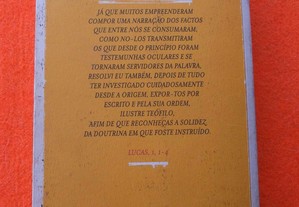 JÁ QUE MUITOS EMPREENDERAM
COMPOR UMA NARRAÇÃO DOS FACTOS
QUE ENTRE NÓS SE CONSUMARAM,
COMO NO-LOS TRANSMITIRAM
OS QUE DESDE O PRINCÍPIO FORAM
TESTEMUNHAS OCULARES E SE
TORNARAM SERVIDORES DA PALAVRA,
RESOLVI EU TAMBÉM, DEPOIS DE TUDO
TER INVESTIGADO CUIDADOSAMENTE
DESDE A ORIGEM, EXPOR-TOS POR
ESCRITO E PELA SUA ORDEM,
ILUSTRE TEÓFILO,
AFIM DE QUE RECONHEÇAS A SOLIDEZ
DA DOUTRINA EM QUE FOSTE INSTRUÍDO.
LUCAS, 1, 1-4